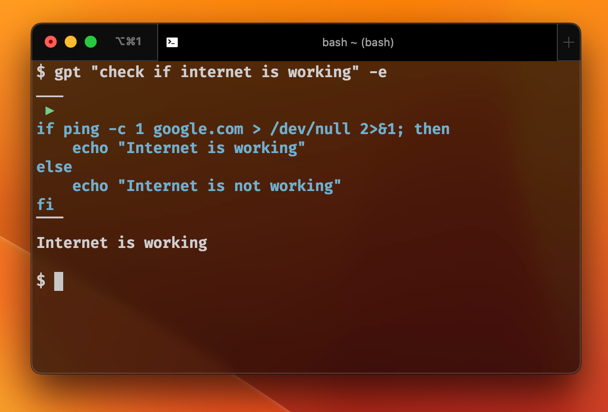 ⌥⌘1
bash ~ (bash)
$ gpt "check if internet is working" -e
if ping -c 1 google.com > /dev/null 2>&1; then
    echo "Internet is working"
else
    echo "Internet is not working"
fi
Internet is working
$